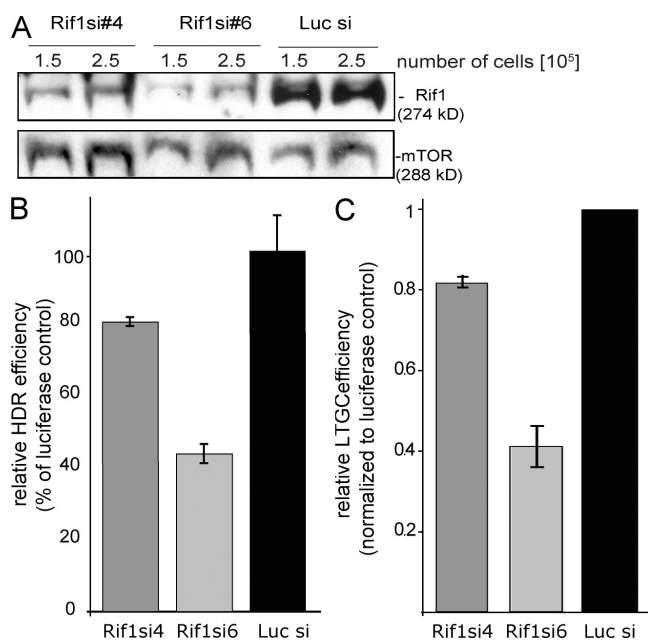 A
Rif1si#4 Rif1si#6 Luc si
1.5 2.5 1.5 2.5 1.5 2.5 number of cells [10⁵]
- Rif1
(274 kD)
-mTOR
(288 kD)
B
relative HDR efficiency
(% of luciferase control)
100
80
60
40
20
0
Rif1si4 Rif1si6 Luc si
C
relative LTGCefficiency
(normalized to luciferase control)
1
0.8
0.6
0.4
0.2
Rif1si4 Rif1si6 Luc si